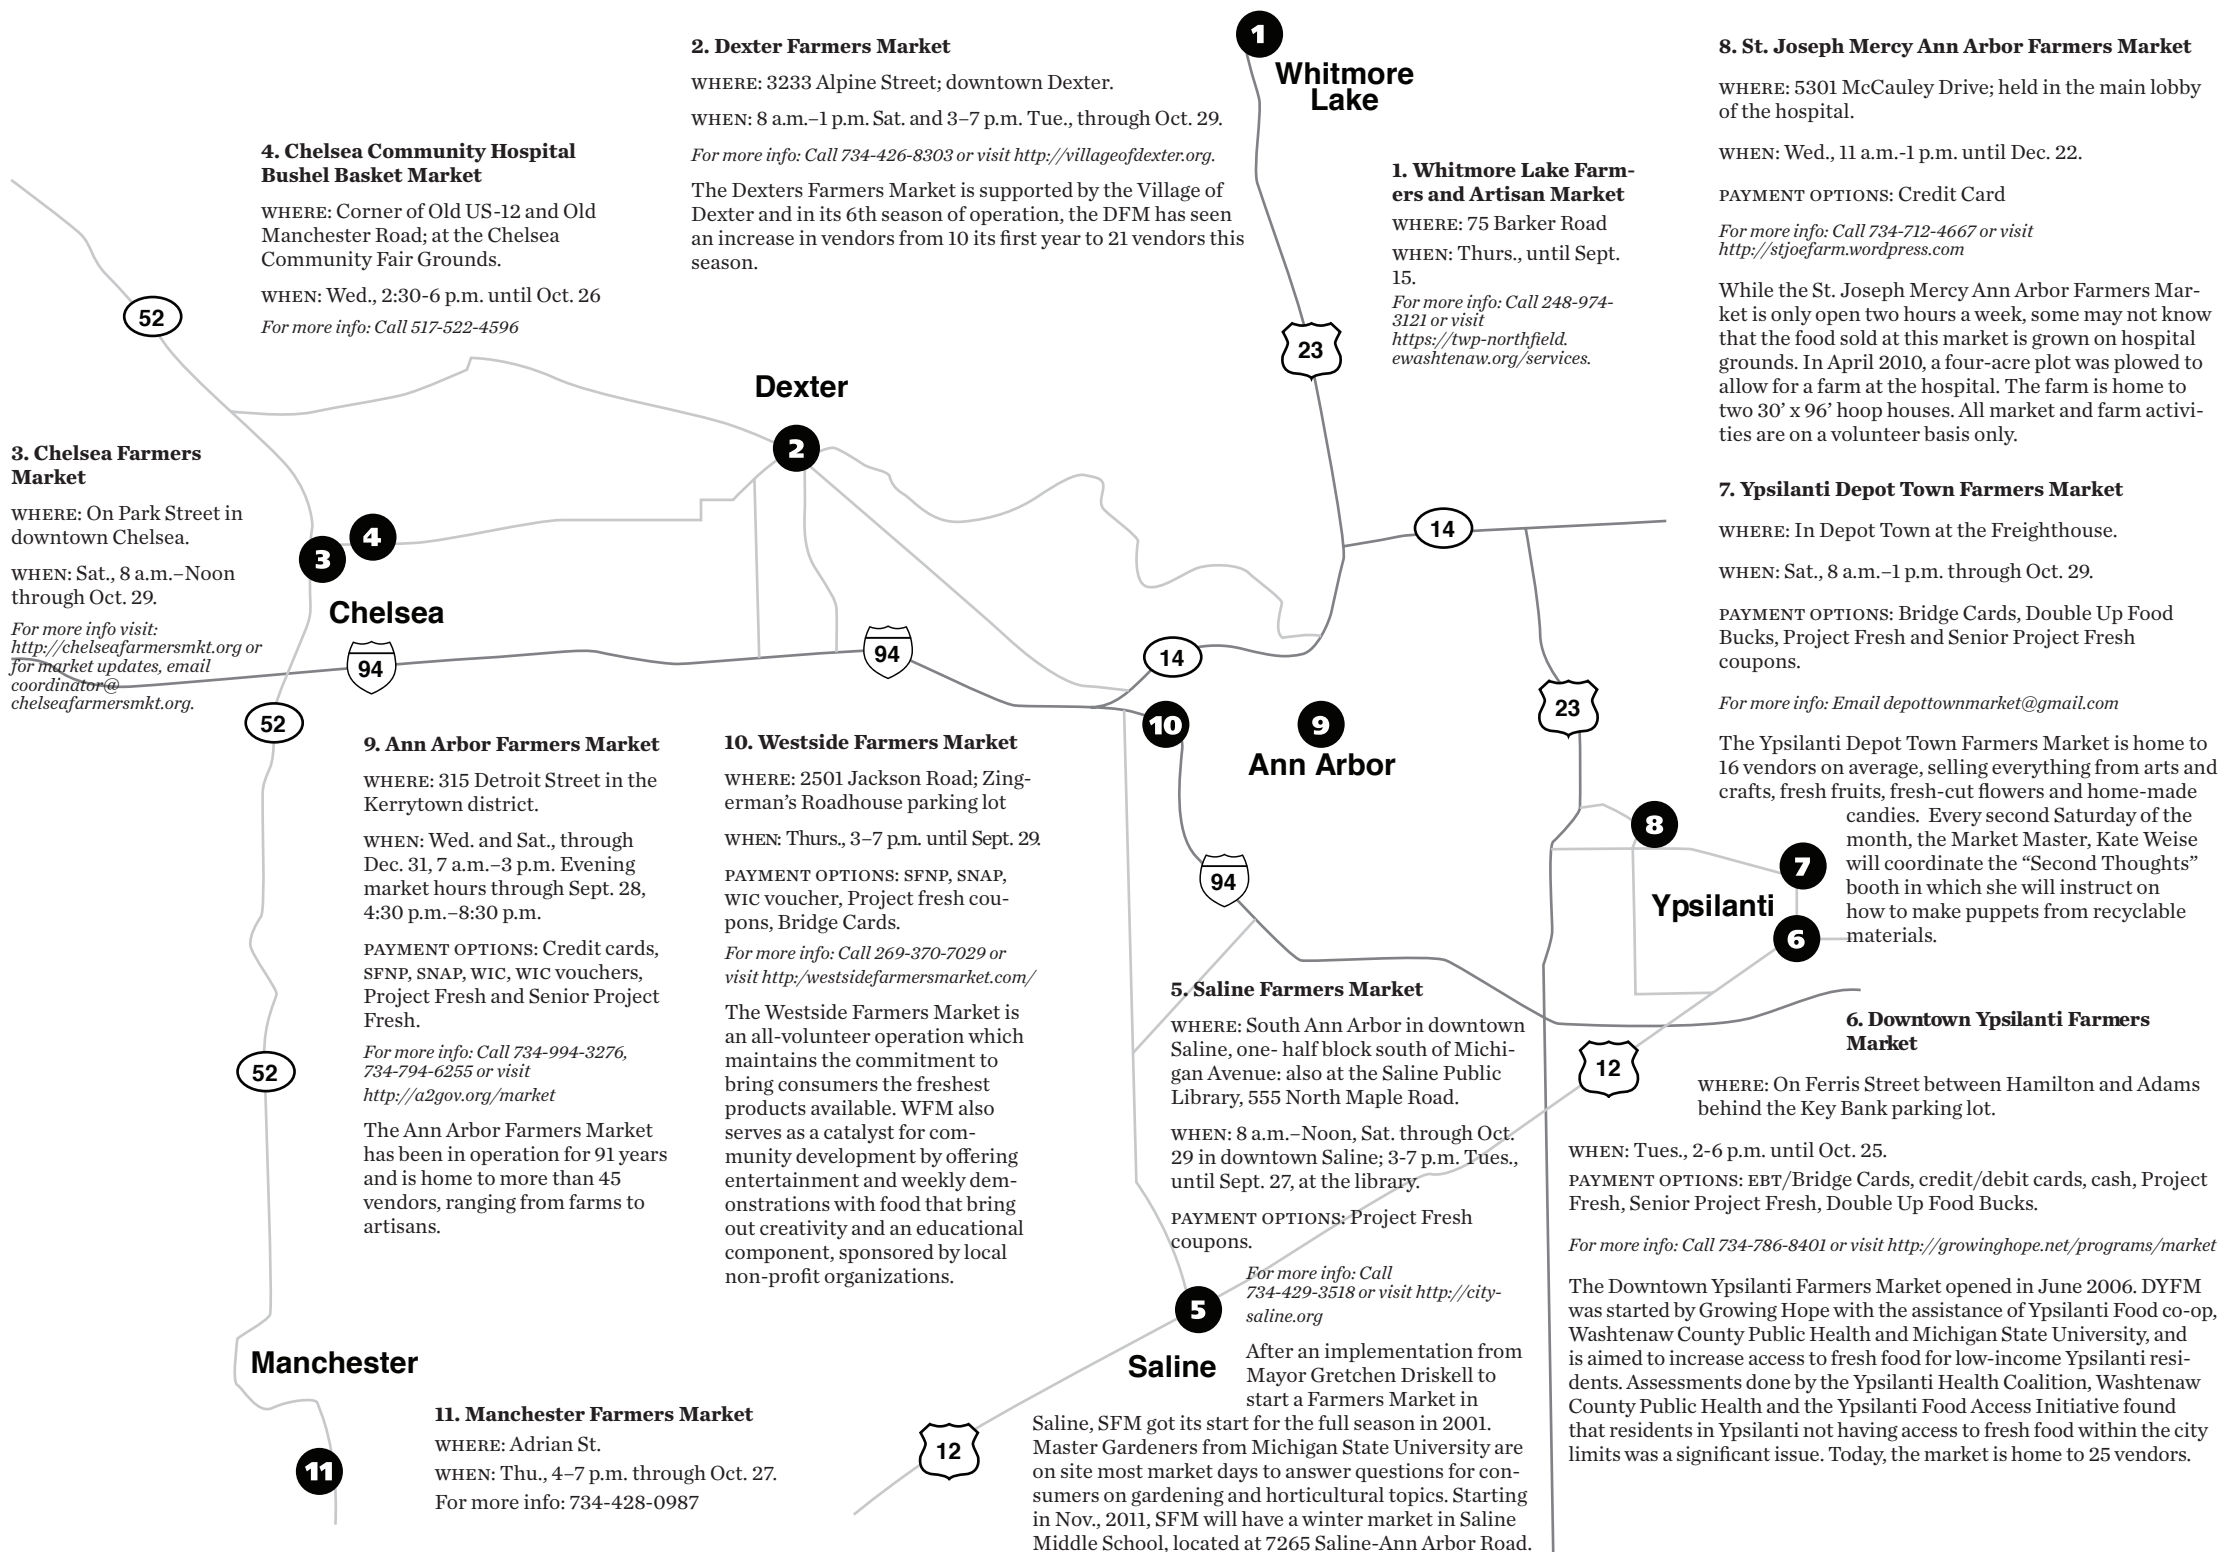 1
Whitmore
Lake
2. Dexter Farmers Market
WHERE: 3233 Alpine Street; downtown Dexter.
WHEN: 8 a.m.–1 p.m. Sat. and 3–7 p.m. Tue., through Oct. 29.
For more info: Call 734-426-8303 or visit http://villageofdexter.org.
The Dexters Farmers Market is supported by the Village of
Dexter and in its 6th season of operation, the DFM has seen
an increase in vendors from 10 its first year to 21 vendors this
season.
8. St. Joseph Mercy Ann Arbor Farmers Market
WHERE: 5301 McCauley Drive; held in the main lobby
of the hospital.
WHEN: Wed., 11 a.m.-1 p.m. until Dec. 22.
PAYMENT OPTIONS: Credit Card
For more info: Call 734-712-4667 or visit
http://stjoefarm.wordpress.com
While the St. Joseph Mercy Ann Arbor Farmers Mar-
ket is only open two hours a week, some may not know
that the food sold at this market is grown on hospital
grounds. In April 2010, a four-acre plot was plowed to
allow for a farm at the hospital. The farm is home to
two 30’ x 96’ hoop houses. All market and farm activi-
ties are on a volunteer basis only.
4. Chelsea Community Hospital
Bushel Basket Market
WHERE: Corner of Old US-12 and Old
Manchester Road; at the Chelsea
Community Fair Grounds.
WHEN: Wed., 2:30-6 p.m. until Oct. 26
For more info: Call 517-522-4596
1. Whitmore Lake Farm-
ers and Artisan Market
WHERE: 75 Barker Road
WHEN: Thurs., until Sept.
15.
For more info: Call 248-974-
3121 or visit
https://twp-northfield.
ewashtenaw.org/services.
52
23
Dexter
2
3. Chelsea Farmers
Market
WHERE: On Park Street in
downtown Chelsea.
WHEN: Sat., 8 a.m.–Noon
through Oct. 29.
For more info visit:
http://chelseafarmersmkt.org or
for market updates, email
coordinator@
chelseafarmersmkt.org.
4
3
Chelsea
94
94
14
14
52
23
10
9
Ann Arbor
7. Ypsilanti Depot Town Farmers Market
WHERE: In Depot Town at the Freighthouse.
WHEN: Sat., 8 a.m.–1 p.m. through Oct. 29.
PAYMENT OPTIONS: Bridge Cards, Double Up Food
Bucks, Project Fresh and Senior Project Fresh
coupons.
For more info: Email depottownmarket@gmail.com
The Ypsilanti Depot Town Farmers Market is home to
16 vendors on average, selling everything from arts and
crafts, fresh fruits, fresh-cut flowers and home-made
candies. Every second Saturday of the
month, the Market Master, Kate Weise
will coordinate the “Second Thoughts”
booth in which she will instruct on
how to make puppets from recyclable
materials.
9. Ann Arbor Farmers Market
WHERE: 315 Detroit Street in the
Kerrytown district.
WHEN: Wed. and Sat., through
Dec. 31, 7 a.m.–3 p.m. Evening
market hours through Sept. 28,
4:30 p.m.–8:30 p.m.
PAYMENT OPTIONS: Credit cards,
SFNP, SNAP, WIC, WIC vouchers,
Project Fresh and Senior Project
Fresh.
For more info: Call 734-994-3276,
734-794-6255 or visit
http://a2gov.org/market
The Ann Arbor Farmers Market
has been in operation for 91 years
and is home to more than 45
vendors, ranging from farms to
artisans.
10. Westside Farmers Market
WHERE: 2501 Jackson Road; Zing-
erman’s Roadhouse parking lot
WHEN: Thurs., 3–7 p.m. until Sept. 29.
PAYMENT OPTIONS: SFNP, SNAP,
WIC voucher, Project fresh cou-
pons, Bridge Cards.
For more info: Call 269-370-7029 or
visit http:/westsidefarmersmarket.com/
The Westside Farmers Market is
an all-volunteer operation which
maintains the commitment to
bring consumers the freshest
products available. WFM also
serves as a catalyst for com-
munity development by offering
entertainment and weekly dem-
onstrations with food that bring
out creativity and an educational
component, sponsored by local
non-profit organizations.
94
8
7
Ypsilanti
6
12
5. Saline Farmers Market
WHERE: South Ann Arbor in downtown
Saline, one- half block south of Michi-
gan Avenue: also at the Saline Public
Library, 555 North Maple Road.
WHEN: 8 a.m.–Noon, Sat. through Oct.
29 in downtown Saline; 3-7 p.m. Tues.,
until Sept. 27, at the library.
PAYMENT OPTIONS: Project Fresh
coupons.
For more info: Call
734-429-3518 or visit http://city-
saline.org
After an implementation from
Mayor Gretchen Driskell to
start a Farmers Market in
Saline, SFM got its start for the full season in 2001.
Master Gardeners from Michigan State University are
on site most market days to answer questions for con-
sumers on gardening and horticultural topics. Starting
in Nov., 2011, SFM will have a winter market in Saline
Middle School, located at 7265 Saline-Ann Arbor Road.
6. Downtown Ypsilanti Farmers
Market
WHERE: On Ferris Street between Hamilton and Adams
behind the Key Bank parking lot.
WHEN: Tues., 2-6 p.m. until Oct. 25.
PAYMENT OPTIONS: EBT/Bridge Cards, credit/debit cards, cash, Project
Fresh, Senior Project Fresh, Double Up Food Bucks.
For more info: Call 734-786-8401 or visit http://growinghope.net/programs/market
The Downtown Ypsilanti Farmers Market opened in June 2006. DYFM
was started by Growing Hope with the assistance of Ypsilanti Food co-op,
Washtenaw County Public Health and Michigan State University, and
is aimed to increase access to fresh food for low-income Ypsilanti resi-
dents. Assessments done by the Ypsilanti Health Coalition, Washtenaw
County Public Health and the Ypsilanti Food Access Initiative found
that residents in Ypsilanti not having access to fresh food within the city
limits was a significant issue. Today, the market is home to 25 vendors.
52
5
Saline
12
Manchester
11
11. Manchester Farmers Market
WHERE: Adrian St.
WHEN: Thu., 4–7 p.m. through Oct. 27.
For more info: 734-428-0987